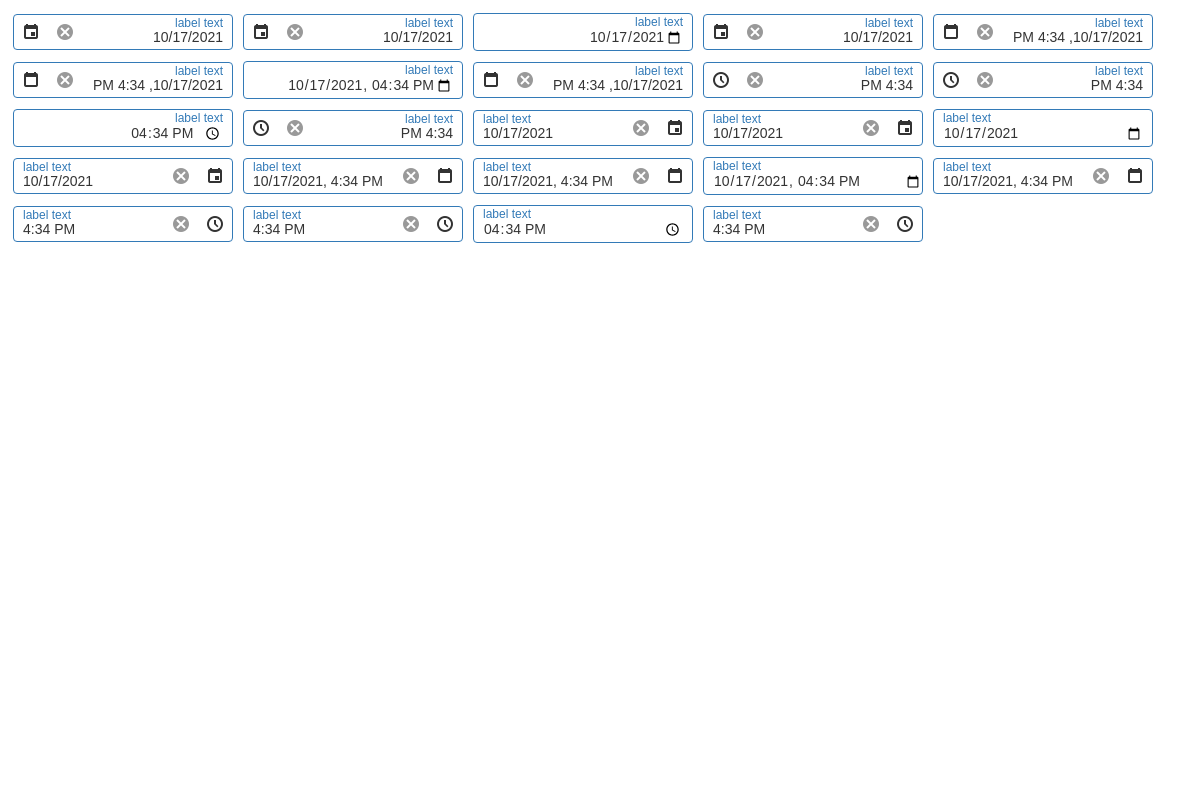 label text
10/17/2021
label text
10/17/2021
label text
10/17/2021
label text
10/17/2021
label text
PM 4:34 ,10/17/2021
label text
PM 4:34 ,10/17/2021
label text
10/17/2021, 04:34 PM
label text
PM 4:34 ,10/17/2021
label text
PM 4:34
label text
PM 4:34
label text
04:34 PM
label text
PM 4:34
label text
10/17/2021
label text
10/17/2021
label text
10/17/2021
label text
10/17/2021
label text
10/17/2021, 4:34 PM
label text
10/17/2021, 4:34 PM
label text
10/17/2021, 04:34 PM
label text
10/17/2021, 4:34 PM
label text
4:34 PM
label text
4:34 PM
label text
04:34 PM
label text
4:34 PM